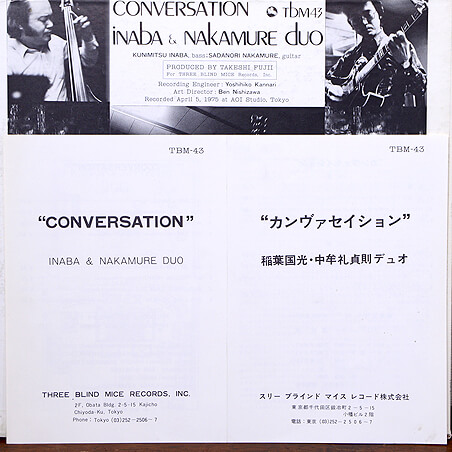 CONVERSATION TBM43
INABA & NAKAMURE DUO
KUNIMITSU INABA, bass. SADANORI NAKAMURE, guitar
PRODUCED BY TAKESHI FUJII
For THREE BLIND MICE Records, Inc.
Recording Engineer: Yoshihiko Kannari
Art Director: Ben Nishizawa
Recorded April 5, 1975 at AOI Studio, Tokyo
TBM-43
“CONVERSATION”
INABA & NAKAMURE DUO
THREE BLIND MICE RECORDS, INC.
2F, Obata Bldg. 2-5-15 Kajicho
Chiyoda-Ku, Tokyo
Phone: Tokyo (03)-252-2506~7
TBM-43
“カンヴァセイション”
稲葉国光・中牟礼貞則デュオ
スリー ブラインド マイス レコード株式会社
東京都千代田区鍛冶町2-5-15
小幡ビル2階
電話：東京 (03)-252-2506~7